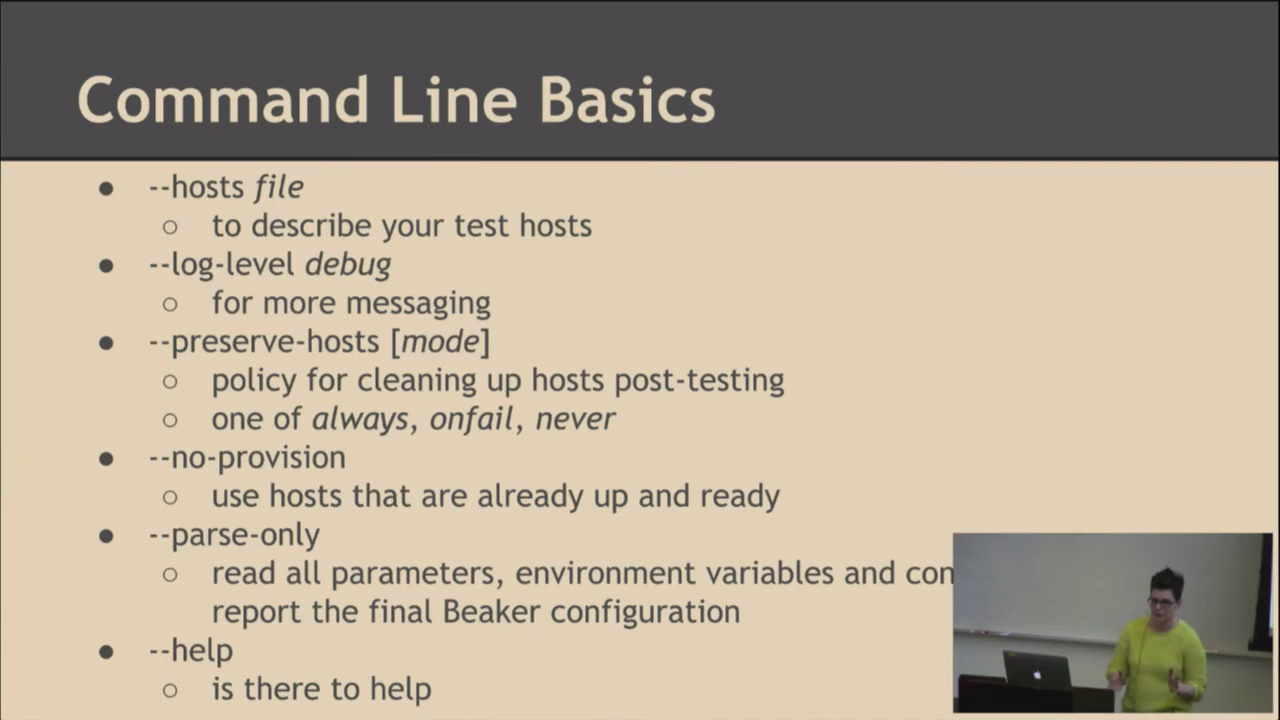 Command Line Basics
● --hosts file
○ to describe your test hosts
● --log-level debug
○ for more messaging
● --preserve-hosts [mode]
○ policy for cleaning up hosts post-testing
○ one of always, onfail, never
● --no-provision
○ use hosts that are already up and ready
● --parse-only
○ read all parameters, environment variables and con
report the final Beaker configuration
● --help
○ is there to help